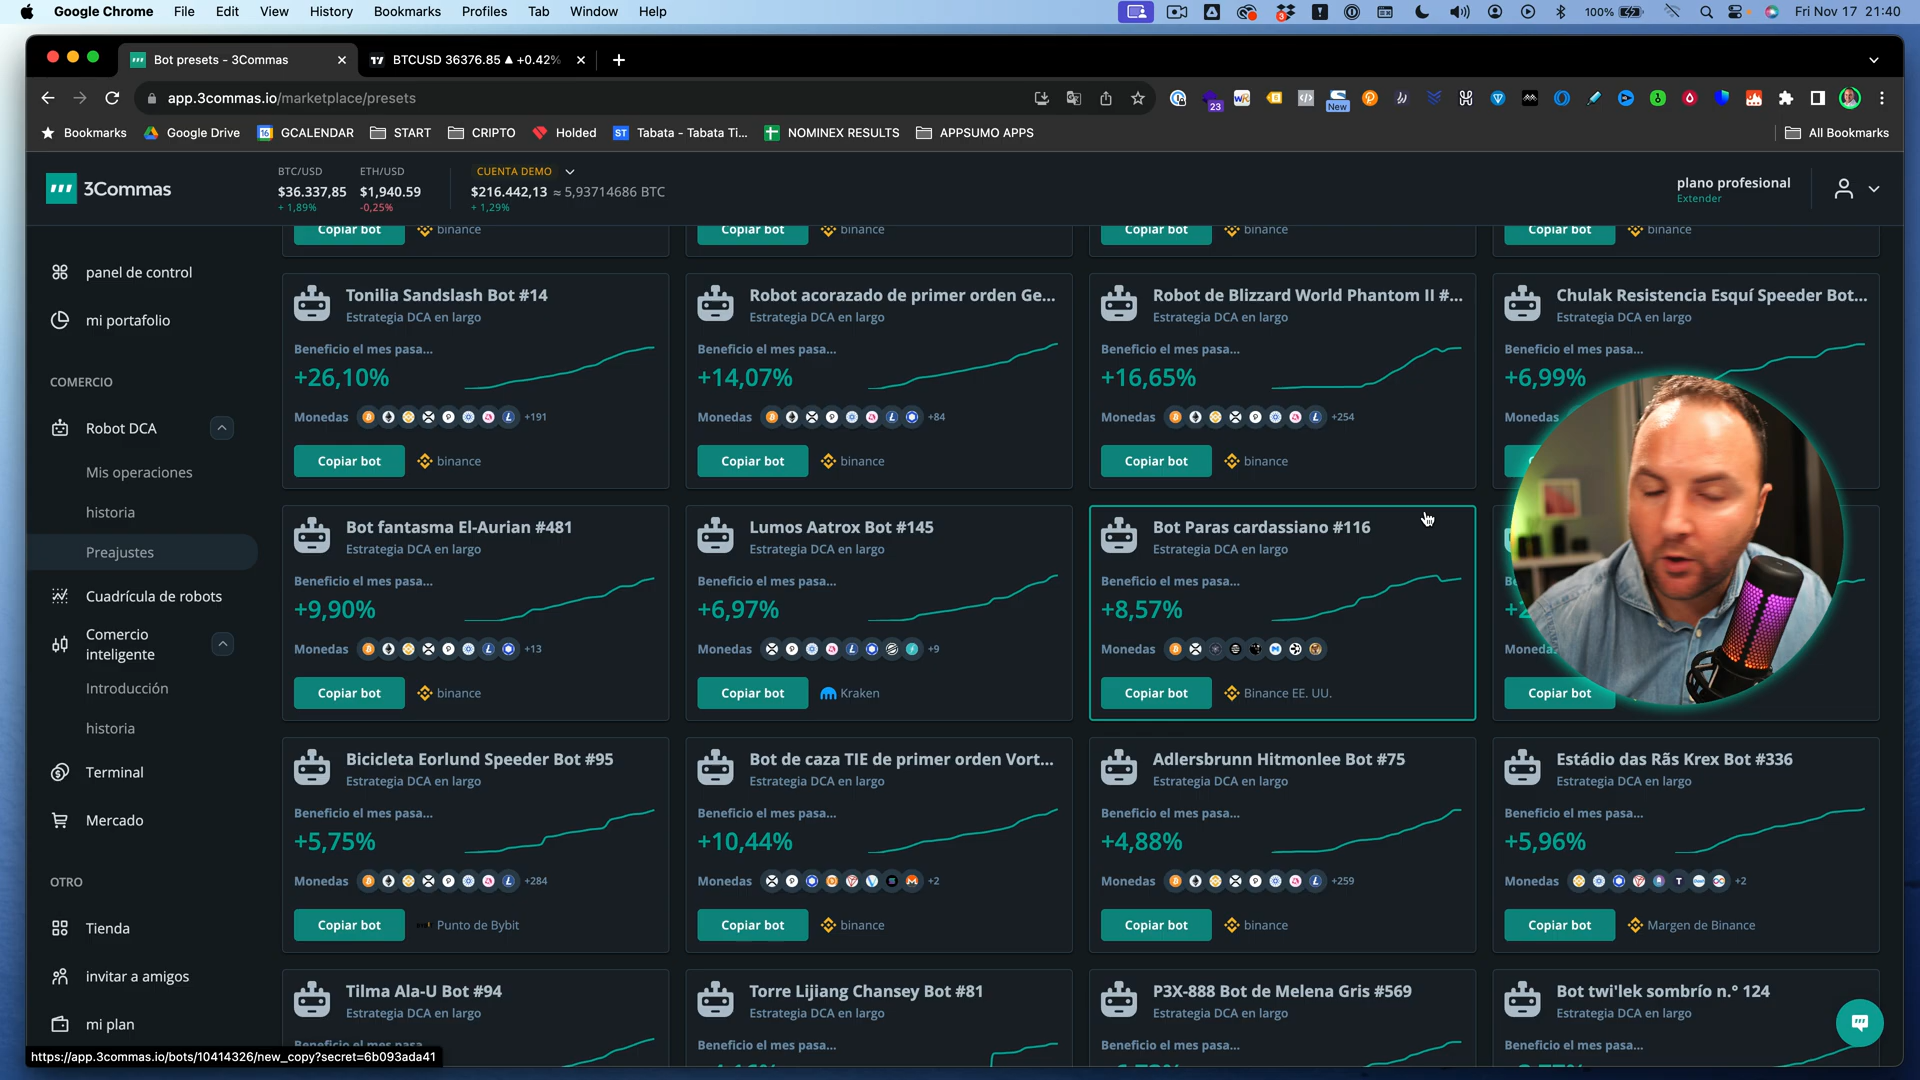 Google Chrome File Edit View History Bookmarks Profiles Tab Window Help
3
100%
Fri Nov 17 21:40
Bot presets - 3Commas
BTCUSD 36376.85 ▲ +0.42%
app.3commas.io/marketplace/presets
23
New
Bookmarks
Google Drive
16 GCALENDAR
START
CRIPTO
Holded
ST Tabata - Tabata Ti...
NOMINEX RESULTS
APPSUMO APPS
All Bookmarks
3Commas
BTC/USD
$36.337,85
+ 1,89%
ETH/USD
$1,940.59
-0,25%
CUENTA DEMO
$216.442,13 ≈ 5,93714686 BTC
+ 1,29%
plano profesional
Extender
panel de control
mi portafolio
COMERCIO
Robot DCA
Mis operaciones
historia
Preajustes
Cuadrícula de robots
Comercio
inteligente
Introducción
historia
Terminal
Mercado
OTRO
Tienda
invitar a amigos
mi plan
Copiar bot binance
Copiar bot binance
Copiar bot binance
Copiar bot binance
Tonilia Sandslash Bot #14
Estrategia DCA en largo
Beneficio el mes pasa...
+26,10%
Monedas +191
Copiar bot binance
Robot acorazado de primer orden Ge...
Estrategia DCA en largo
Beneficio el mes pasa...
+14,07%
Monedas +84
Copiar bot binance
Robot de Blizzard World Phantom II #...
Estrategia DCA en largo
Beneficio el mes pasa...
+16,65%
Monedas +254
Copiar bot binance
Chulak Resistencia Esquí Speeder Bot...
Estrategia DCA en largo
Beneficio el mes pasa...
+6,99%
Monedas
Bot fantasma El-Aurian #481
Estrategia DCA en largo
Beneficio el mes pasa...
+9,90%
Monedas +13
Copiar bot binance
Lumos Aatrox Bot #145
Estrategia DCA en largo
Beneficio el mes pasa...
+6,97%
Monedas +9
Copiar bot Kraken
Bot Paras cardassiano #116
Estrategia DCA en largo
Beneficio el mes pasa...
+8,57%
Monedas
Copiar bot Binance EE. UU.
Copiar bot
Bicicleta Eorlund Speeder Bot #95
Estrategia DCA en largo
Beneficio el mes pasa...
+5,75%
Monedas +284
Copiar bot Punto de Bybit
Bot de caza TIE de primer orden Vort...
Estrategia DCA en largo
Beneficio el mes pasa...
+10,44%
Monedas +2
Copiar bot binance
Adlersbrunn Hitmonlee Bot #75
Estrategia DCA en largo
Beneficio el mes pasa...
+4,88%
Monedas +259
Copiar bot binance
Estádio das Rãs Krex Bot #336
Estrategia DCA en largo
Beneficio el mes pasa...
+5,96%
Monedas +2
Copiar bot Margen de Binance
Tilma Ala-U Bot #94
Estrategia DCA en largo
Torre Lijiang Chansey Bot #81
Estrategia DCA en largo
Beneficio el mes pasa...
P3X-888 Bot de Melena Gris #569
Estrategia DCA en largo
Beneficio el mes pasa...
Bot twi'lek sombrío n.° 124
Estrategia DCA en largo
Beneficio el mes pasa...
https://app.3commas.io/bots/10414326/new_copy?secret=6b093ada41